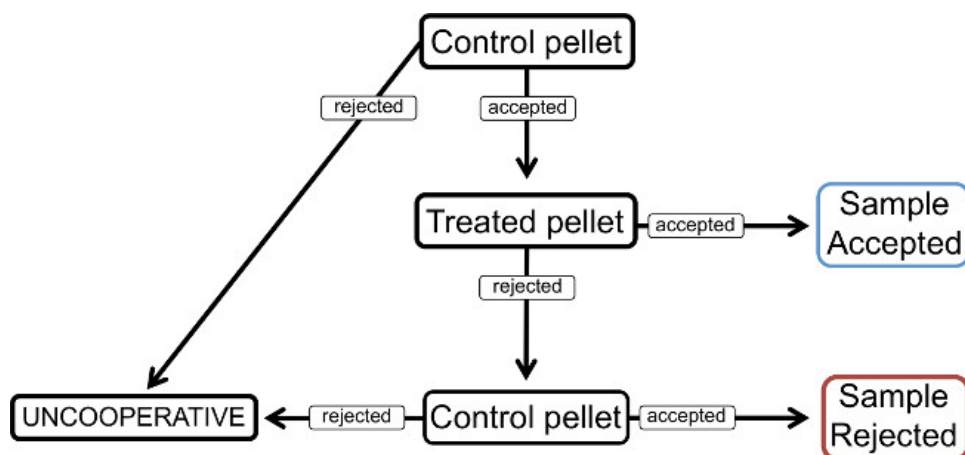 Control pellet
rejected
accepted
Treated pellet
accepted
Sample
Accepted
rejected
UNCOOPERATIVE
rejected
Control pellet
accepted
Sample
Rejected